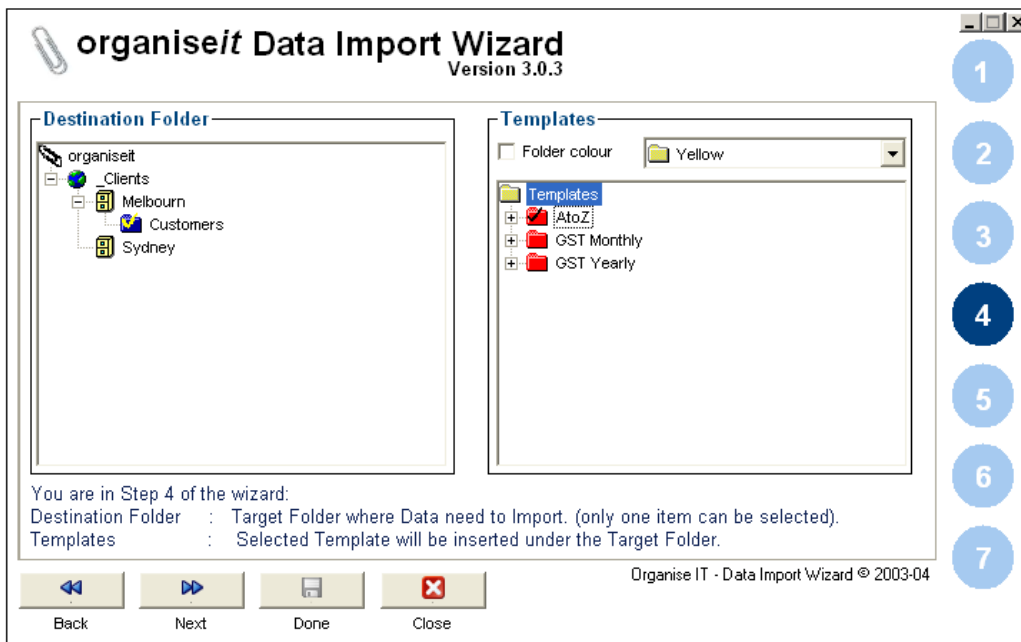 organiseit Data Import Wizard
Version 3.0.3
1
2
3
4
5
6
7
Destination Folder
organiseit
_Clients
Melbourn
Customers
Sydney
Templates
Folder colour
Yellow
Templates
AtoZ
GST Monthly
GST Yearly
You are in Step 4 of the wizard:
Destination Folder : Target Folder where Data need to Import. (only one item can be selected).
Templates : Selected Template will be inserted under the Target Folder.
Organise IT - Data Import Wizard © 2003-04
Back
Next
Done
Close